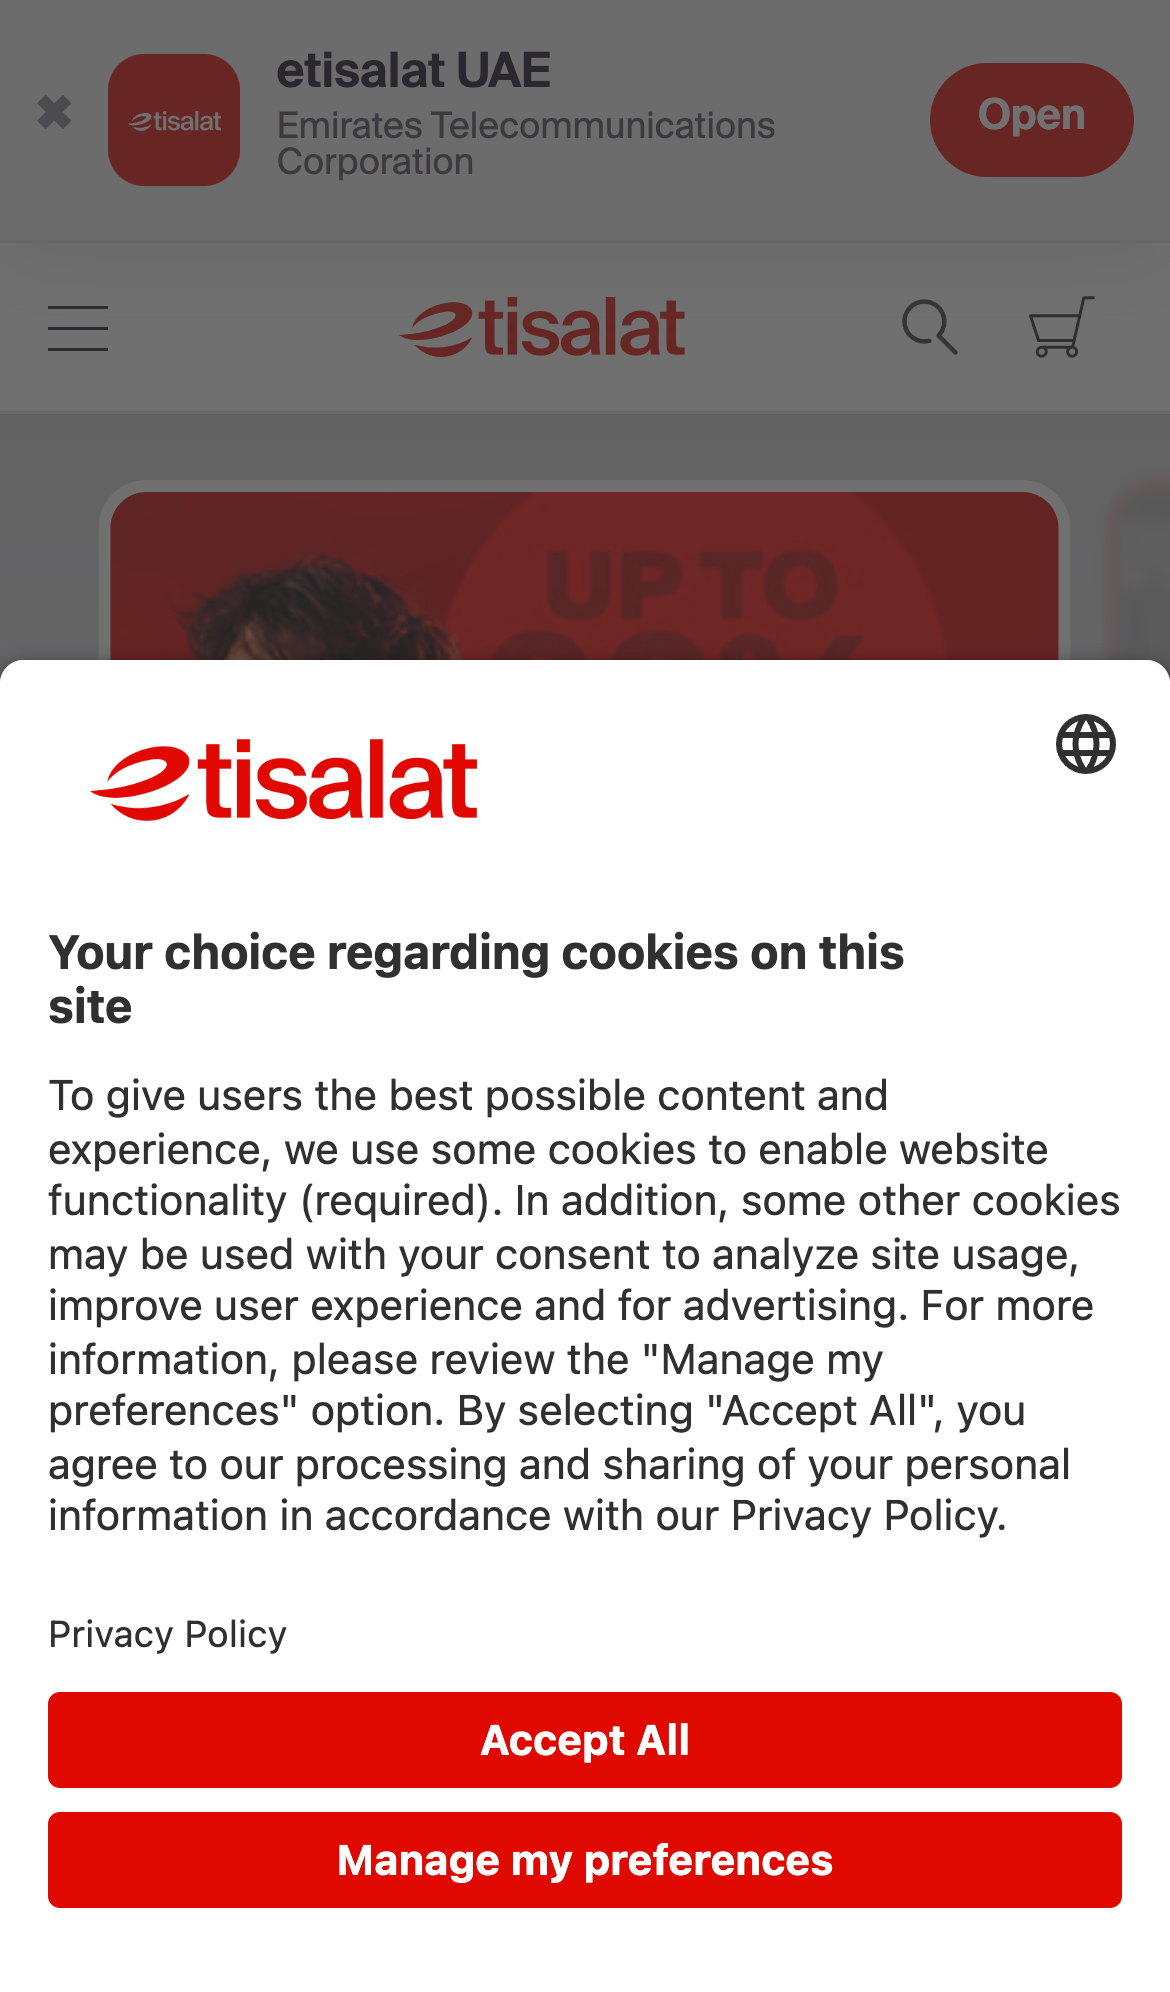 etisalat UAE
etisalat
Emirates Telecommunications
Corporation
Open
etisalat
UP TO
etisalat
Your choice regarding cookies on this
site
To give users the best possible content and
experience, we use some cookies to enable website
functionality (required). In addition, some other cookies
may be used with your consent to analyze site usage,
improve user experience and for advertising. For more
information, please review the "Manage my
preferences" option. By selecting "Accept All", you
agree to our processing and sharing of your personal
information in accordance with our Privacy Policy.
Privacy Policy
Accept All
Manage my preferences